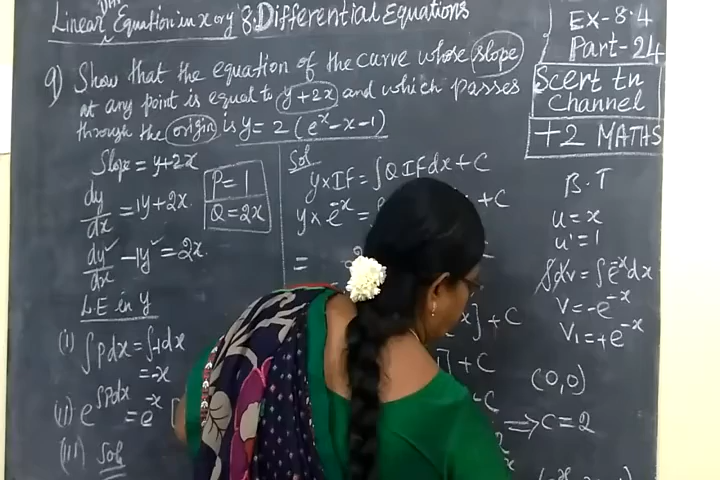 Linear Diff Equation in x or y 8. Differential Equations
Ex-8.4
Part-24
Scert tn
Channel
+2 MATHS
9) Show that the equation of the curve whose slope
at any point is equal to y+2x and which passes
through the origin is y = 2(eˣ-x-1)
Slope = y+2x
dy/dx = 1y+2x
dy/dx -1y = 2x
L.E in y
P=1
Q=2x
(i) ∫Pdx = ∫-1dx
= -x
(ii) e^∫Pdx = e^-x
(iii) Sol
Sol
y×IF = ∫Q IF dx + C
y×e^-x = + C
=
x] + C
] + C
⇒ C=2
B.T
u = x
u' = 1
∫dv = ∫e^-x dx
V = -e^-x
V₁ = +e^-x
(0,0)